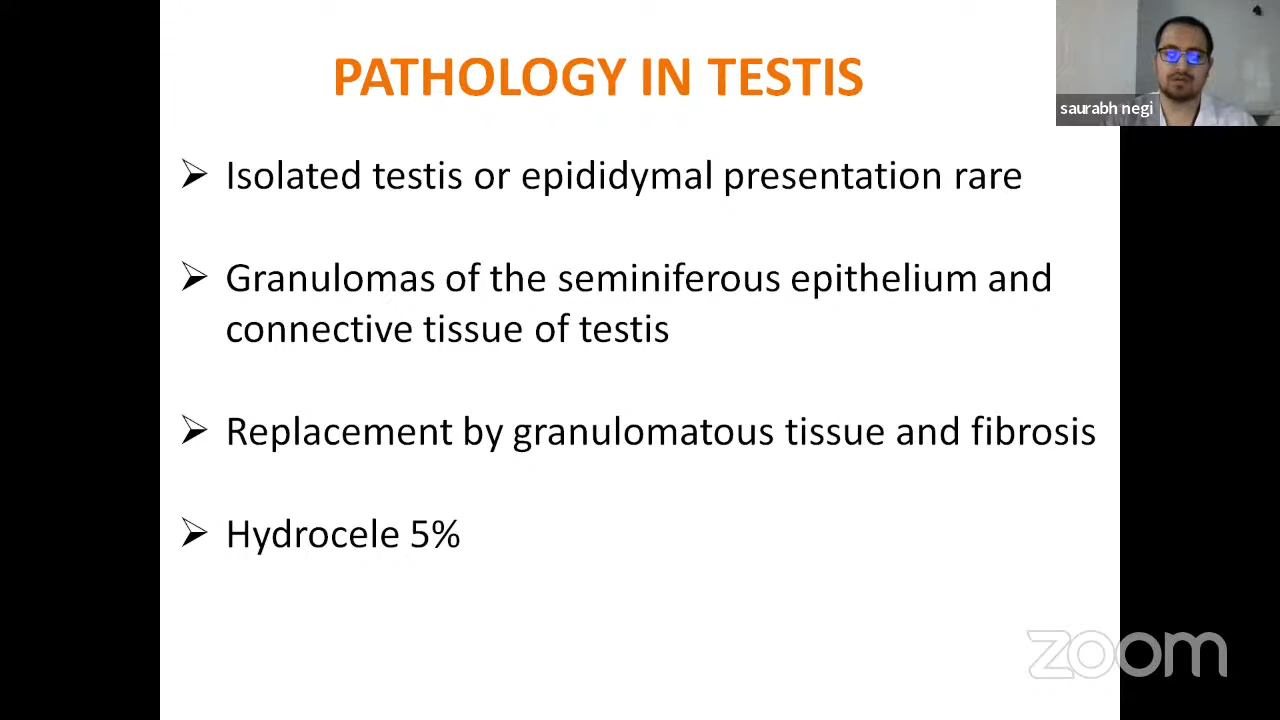 PATHOLOGY IN TESTIS
saurabh negi
➢ Isolated testis or epididymal presentation rare
➢ Granulomas of the seminiferous epithelium and
connective tissue of testis
➢ Replacement by granulomatous tissue and fibrosis
➢ Hydrocele 5%
zoom